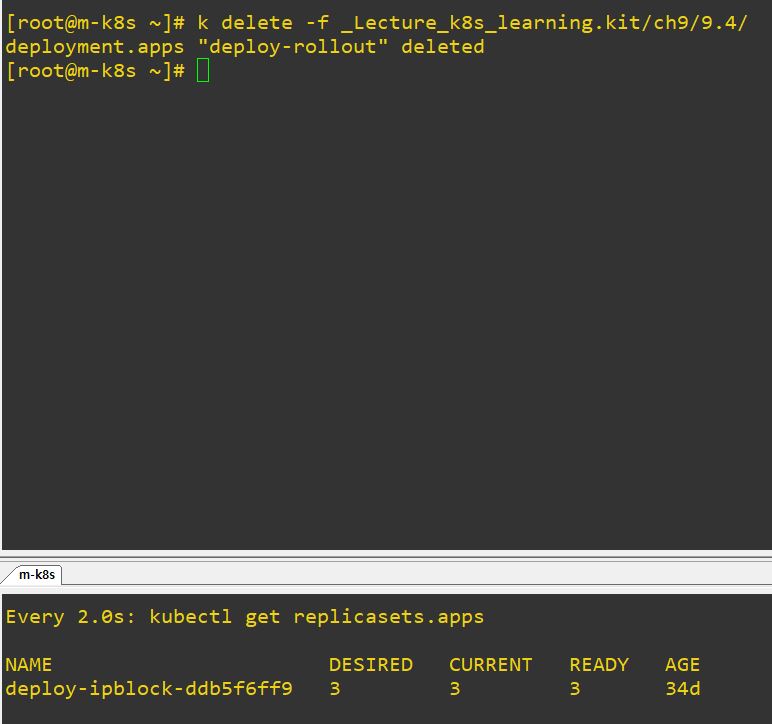 [root@m-k8s ~]# k delete -f _Lecture_k8s_learning.kit/ch9/9.4/
deployment.apps "deploy-rollout" deleted
[root@m-k8s ~]#
m-k8s
Every 2.0s: kubectl get replicasets.apps
NAME DESIRED CURRENT READY AGE
deploy-ipblock-ddb5f6ff9 3 3 3 34d